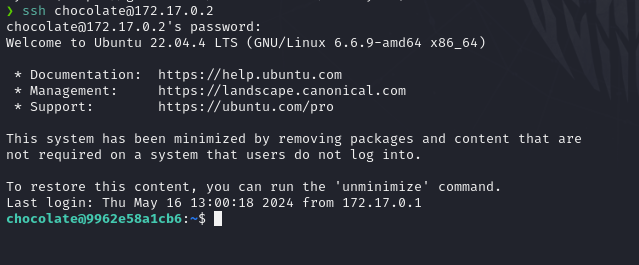 ❯ ssh chocolate@172.17.0.2
chocolate@172.17.0.2's password:
Welcome to Ubuntu 22.04.4 LTS (GNU/Linux 6.6.9-amd64 x86_64)

 * Documentation:  https://help.ubuntu.com
 * Management:     https://landscape.canonical.com
 * Support:        https://ubuntu.com/pro

This system has been minimized by removing packages and content that are
not required on a system that users do not log into.

To restore this content, you can run the 'unminimize' command.
Last login: Thu May 16 13:00:18 2024 from 172.17.0.1
chocolate@9962e58a1cb6:~$